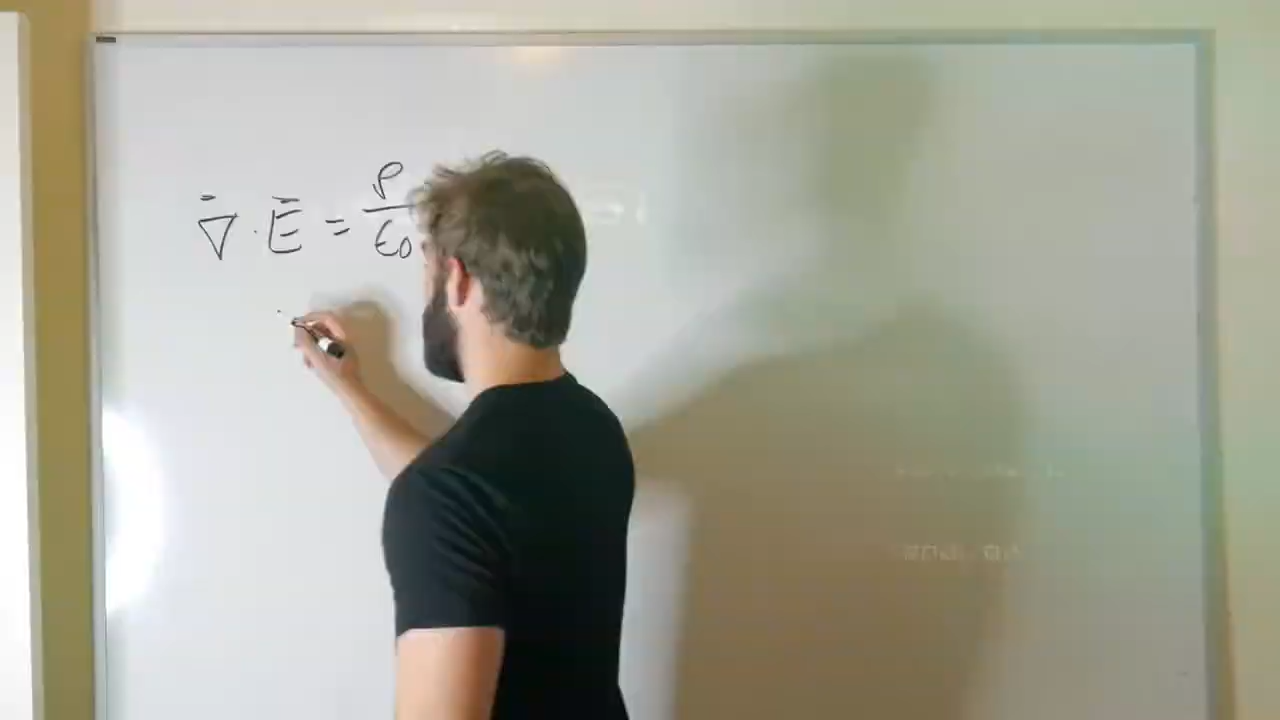 ∇̄ · Ē = ρ/ε₀